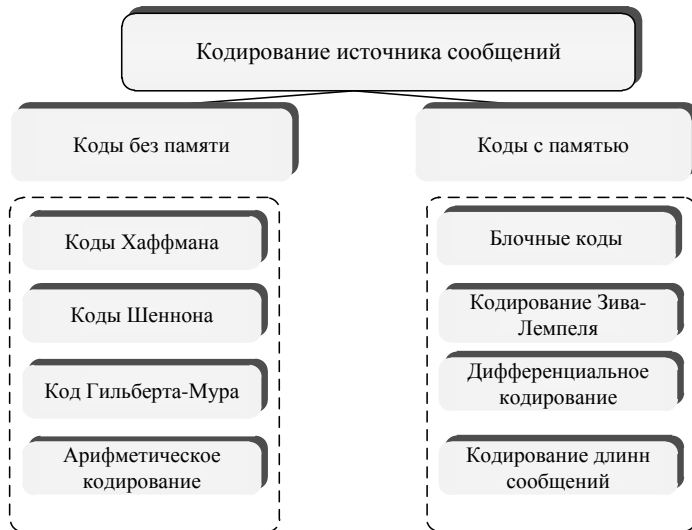 Кодирование источника сообщений
Коды без памяти
Коды с памятью
Коды Хаффмана
Коды Шеннона
Код Гильберта-Мура
Арифметическое
кодирование
Блочные коды
Кодирование Зива-
Лемпеля
Дифференциальное
кодирование
Кодирование длинн
сообщений